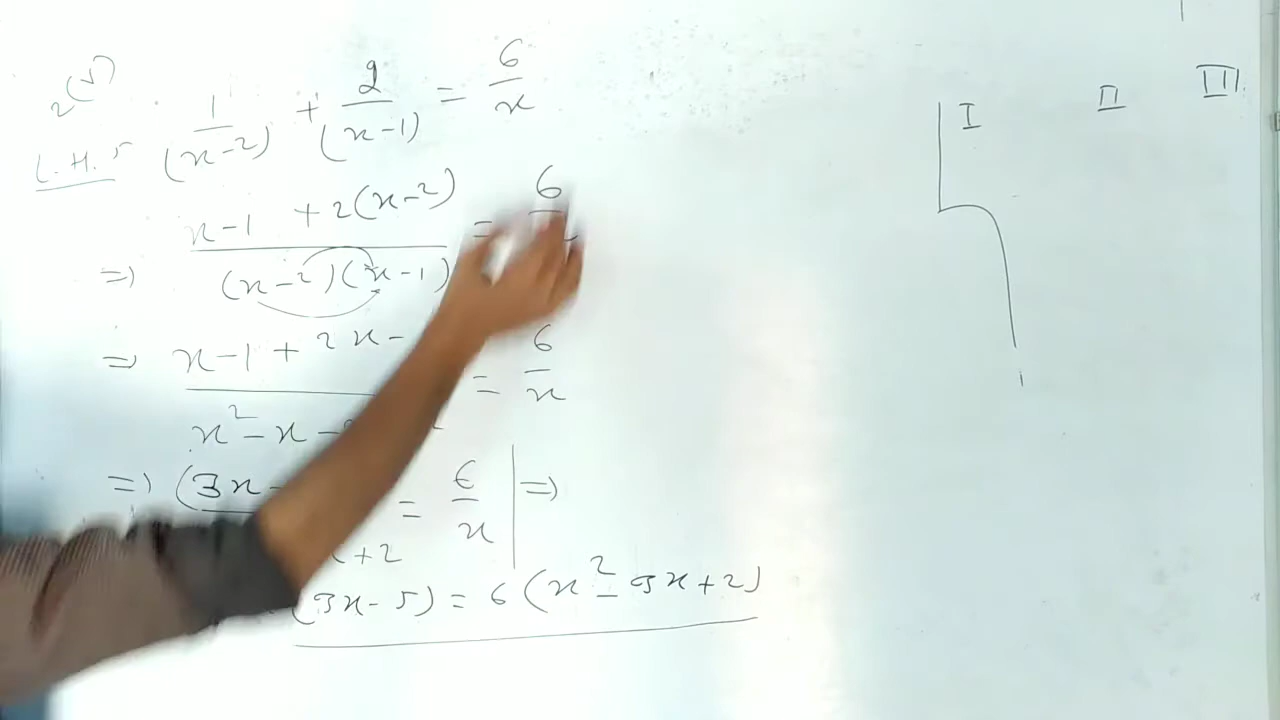 2(5)
1/(x-2) + 2/(x-1) = 6/x
L.H.S
=> x-1 + 2(x-2) / (x-2)(x-1) = 6
=> x-1 + 2x- / x²-x- = 6/x
=> (3x- / x+2 = 6/x | =>
(3x-5) = 6(x²-3x+2)
I II III